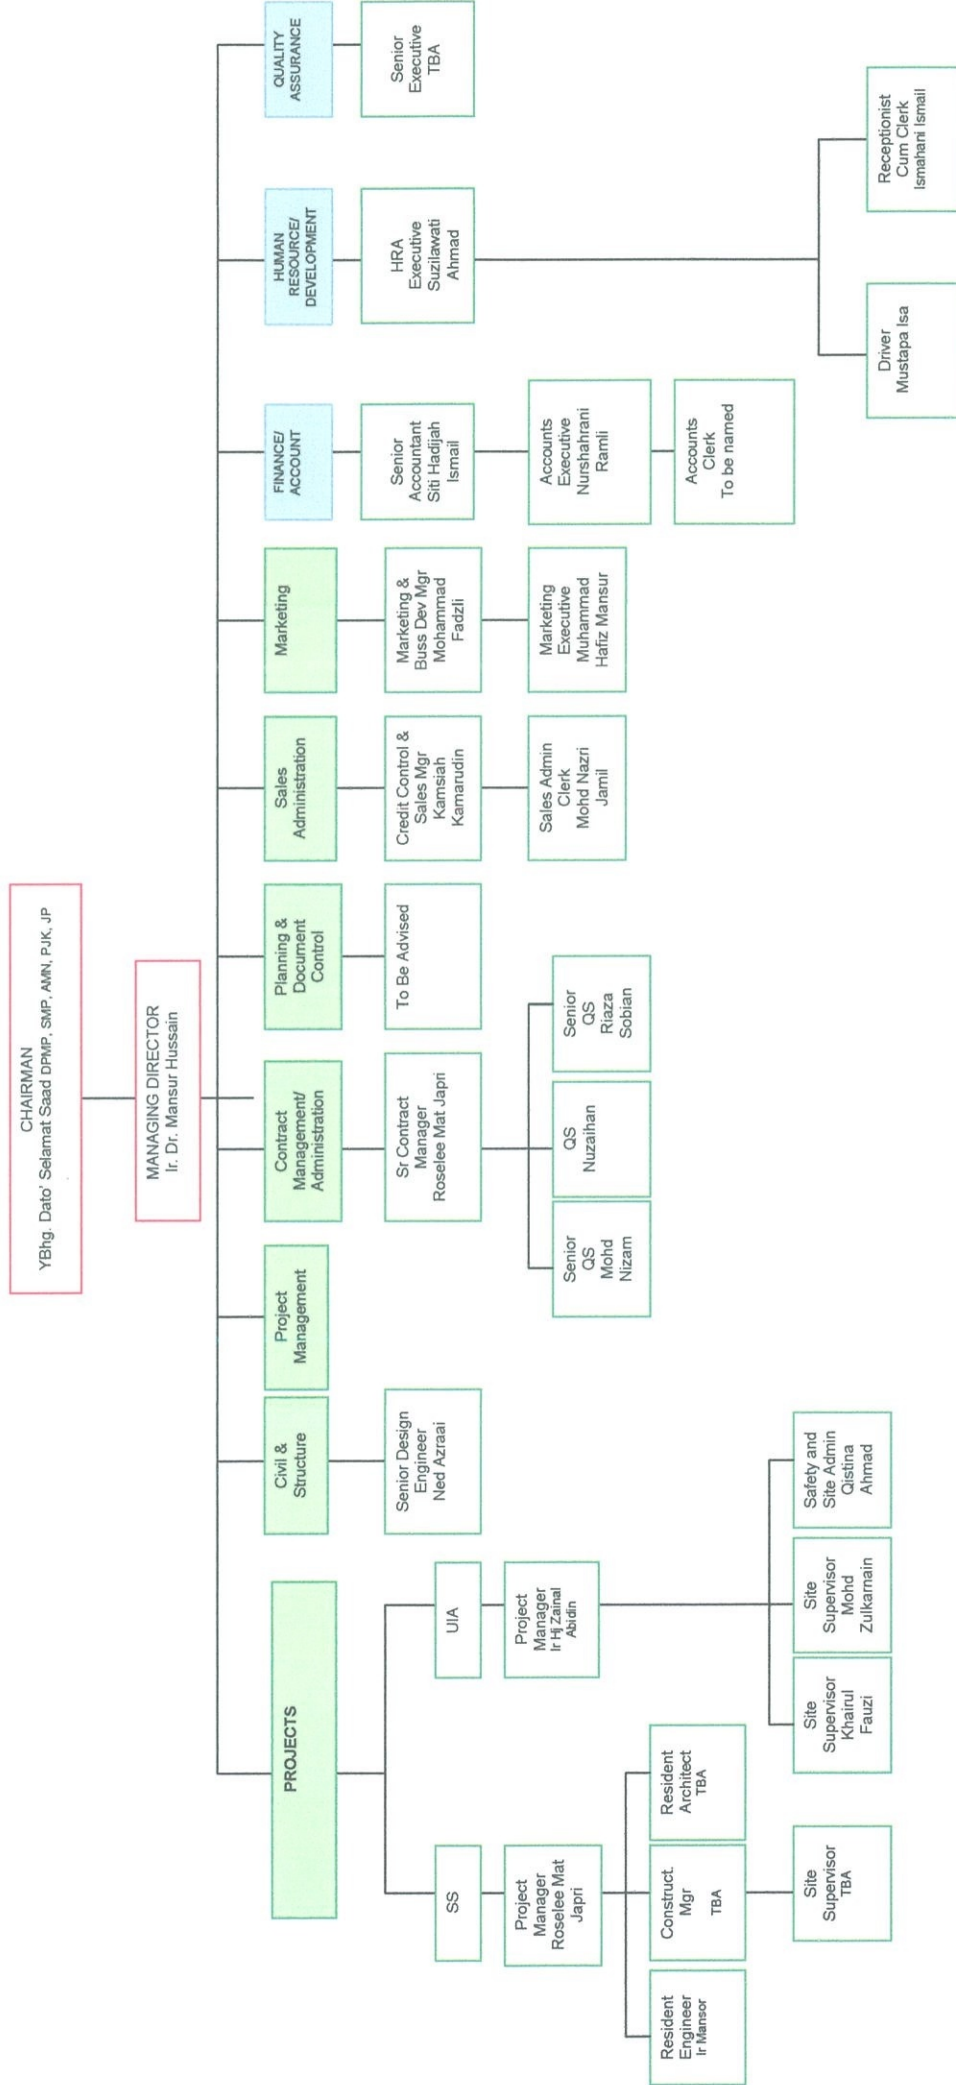 CHAIRMAN
YBhg. Dato' Selamat Saad DPMP, SMP, AMN, PJK, JP
MANAGING DIRECTOR
Ir. Dr. Mansur Hussain
PROJECTS
Civil &
Structure
Project
Management
Contract
Management/
Administration
Planning &
Document
Control
Sales
Administration
Marketing
FINANCE/
ACCOUNT
HUMAN
RESOURCE/
DEVELOPMENT
QUALITY
ASSURANCE
SS
Project
Manager
Roselee Mat
Japri
Resident
Engineer
Ir Mansor
Construct.
Mgr
TBA
Resident
Architect
TBA
Site
Supervisor
TBA
UIA
Project
Manager
Ir Hj Zainal
Abidin
Site
Supervisor
Khairul
Fauzi
Site
Supervisor
Mohd
Zulkarnain
Safety and
Site Admin
Qistina
Ahmad
Senior Design
Engineer
Ned Azraai
Sr Contract
Manager
Roselee Mat Japri
Senior
QS
Mohd
Nizam
QS
Nuzaihan
Senior
QS
Riaza
Sobian
To Be Advised
Credit Control &
Sales Mgr
Kamsiah
Kamarudin
Sales Admin
Clerk
Mohd Nazri
Jamil
Marketing &
Buss Dev Mgr
Mohammad
Fadzli
Marketing
Executive
Muhammad
Hafiz Mansur
Senior
Accountant
Siti Hadijah
Ismail
Accounts
Executive
Nurshahrani
Ramli
Accounts
Clerk
To be named
HRA
Executive
Suzilawati
Ahmad
Driver
Mustapa Isa
Receptionist
Cum Clerk
Ismahani Ismail
Senior
Executive
TBA